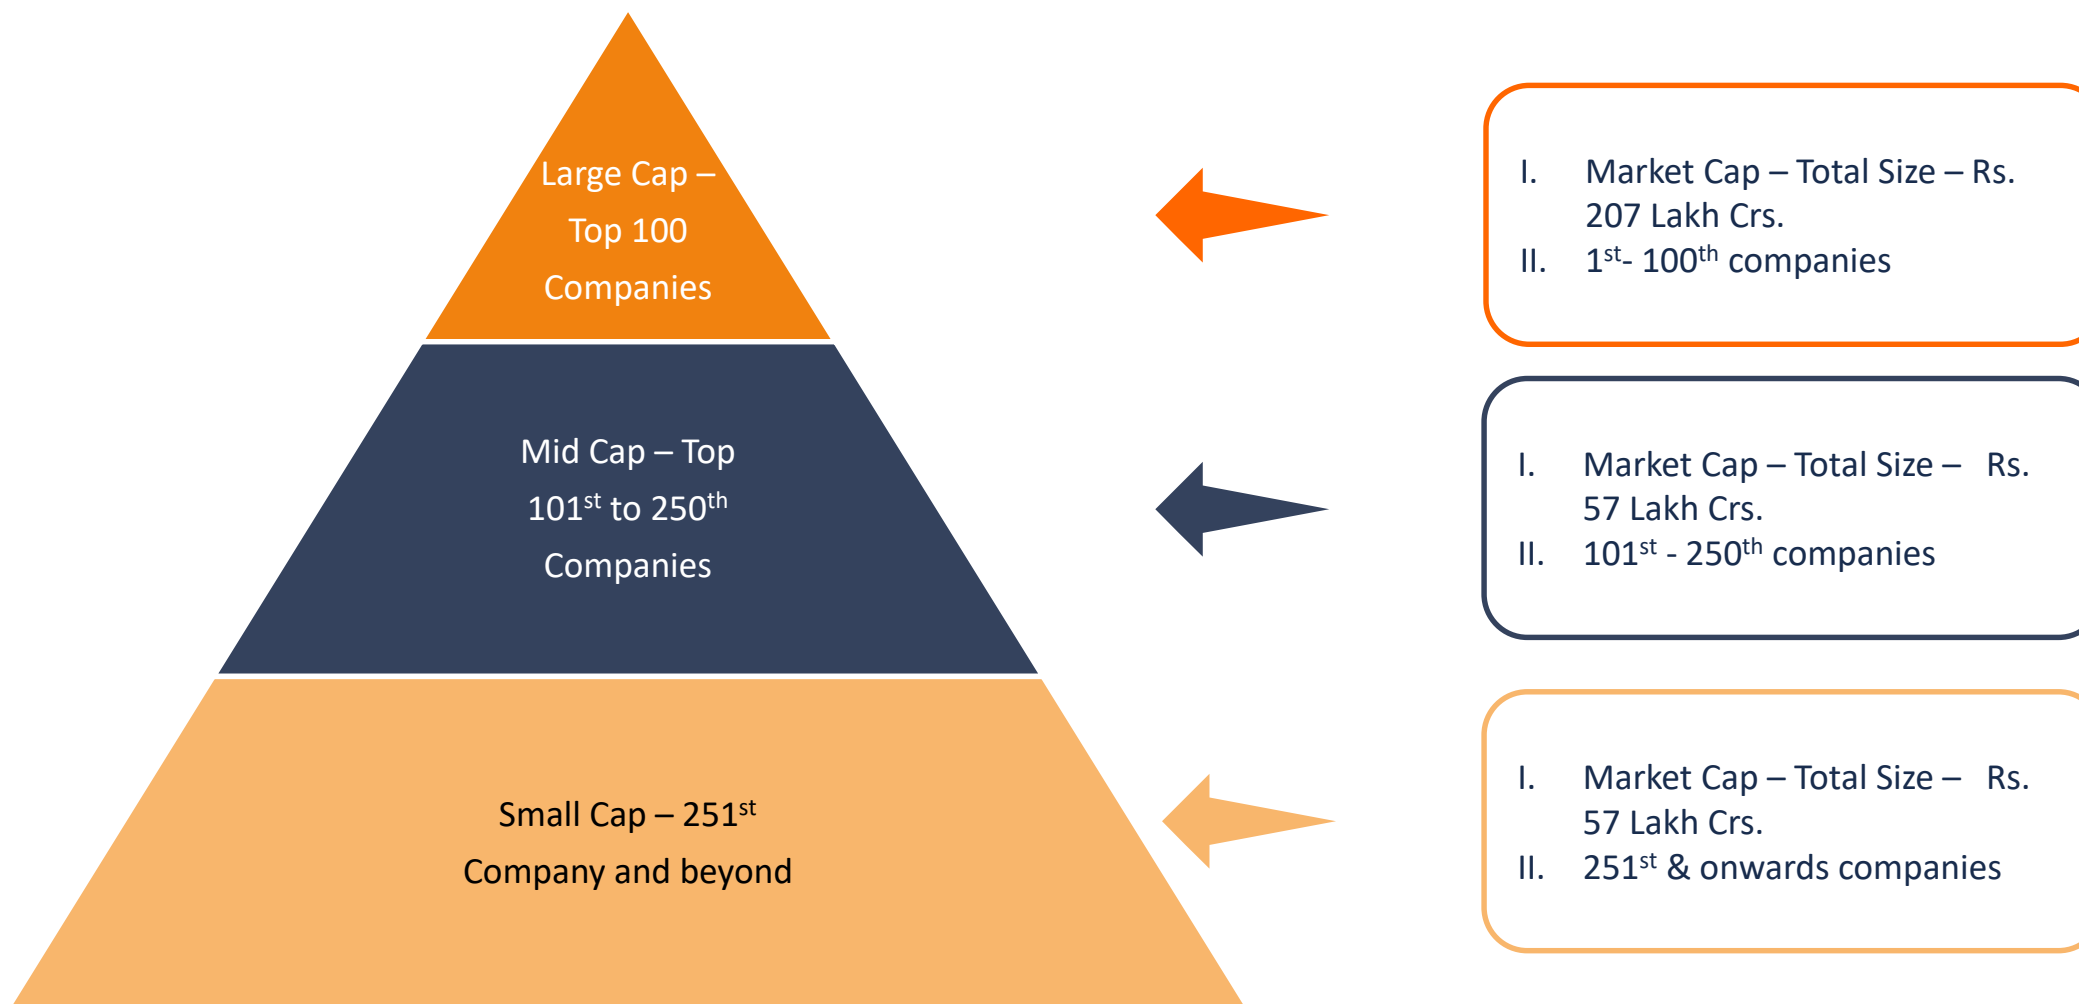 Large Cap –
Top 100
Companies
I. Market Cap – Total Size – Rs.
207 Lakh Crs.
II. 1st- 100th companies
Mid Cap – Top
101st to 250th
Companies
I. Market Cap – Total Size – Rs.
57 Lakh Crs.
II. 101st - 250th companies
Small Cap – 251st
Company and beyond
I. Market Cap – Total Size – Rs.
57 Lakh Crs.
II. 251st & onwards companies